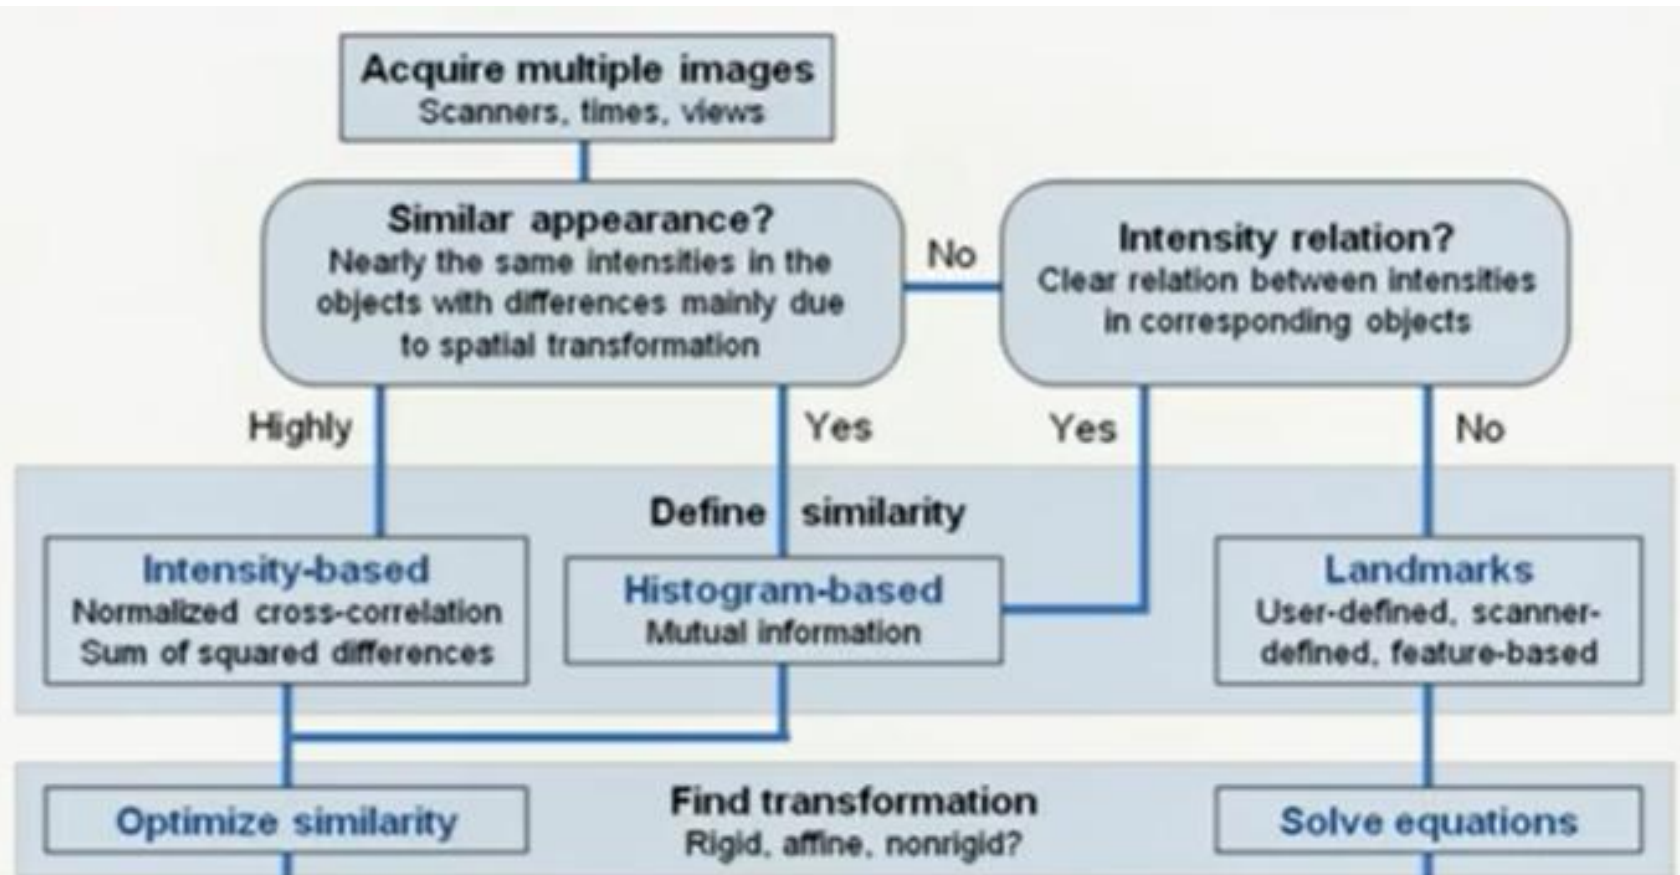 Acquire multiple images
Scanners, times, views
Similar appearance?
Nearly the same intensities in the
objects with differences mainly due
to spatial transformation
No
Intensity relation?
Clear relation between intensities
in corresponding objects
Highly
Yes
Yes
No
Define similarity
Intensity-based
Normalized cross-correlation
Sum of squared differences
Histogram-based
Mutual information
Landmarks
User-defined, scanner-
defined, feature-based
Optimize similarity
Find transformation
Rigid, affine, nonrigid?
Solve equations